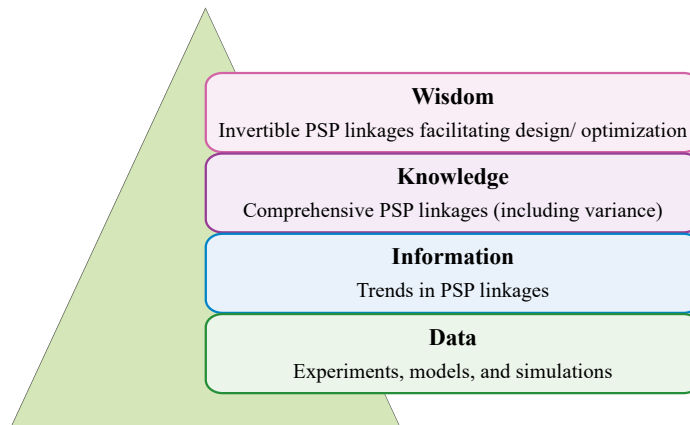 Wisdom
Invertible PSP linkages facilitating design/ optimization
Knowledge
Comprehensive PSP linkages (including variance)
Information
Trends in PSP linkages
Data
Experiments, models, and simulations